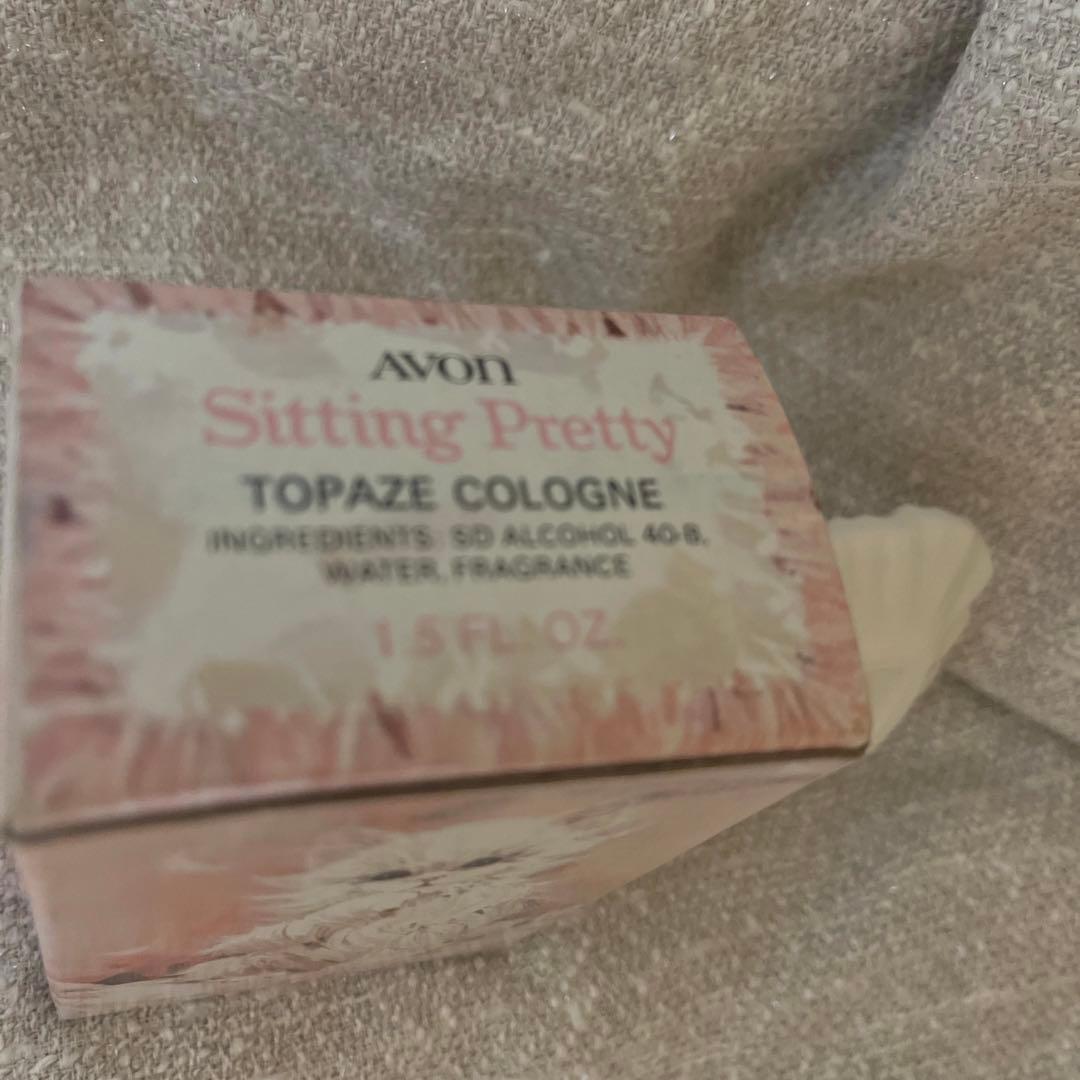 AVON
Sitting Pretty
TOPAZE COLOGNE
INGREDIENTS: SD ALCOHOL 40-B,
WATER, FRAGRANCE
1.5 FL. OZ.